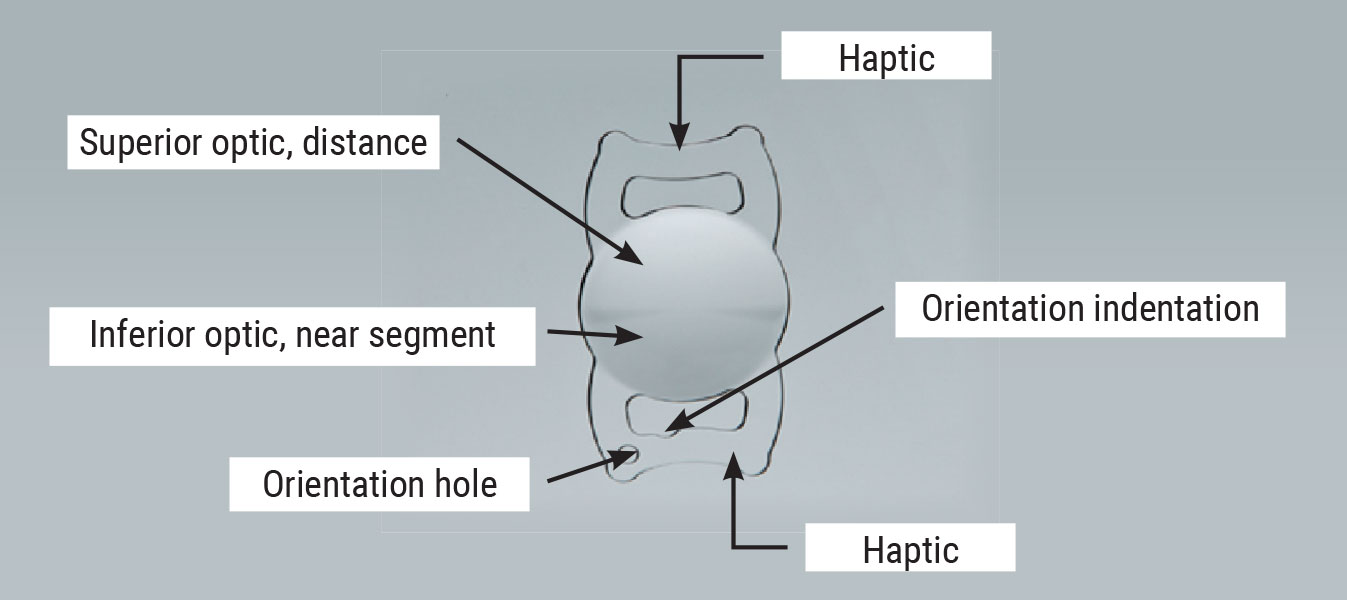 Haptic
Superior optic, distance
Orientation indentation
Inferior optic, near segment
Orientation hole
Haptic